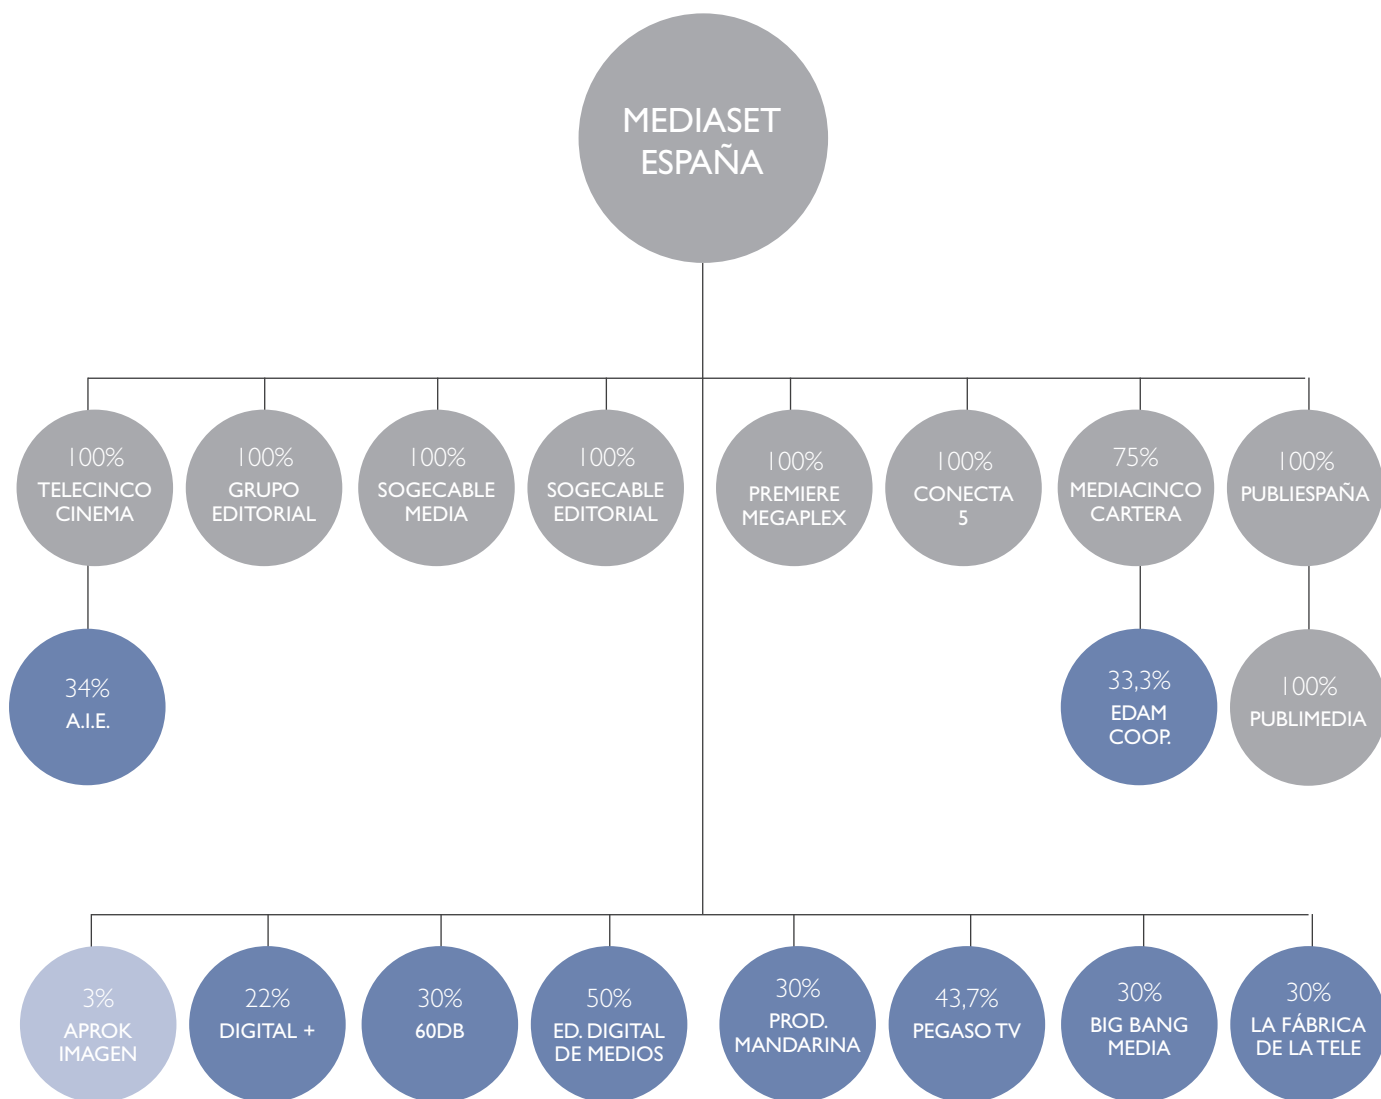 MEDIASET
ESPAÑA
100%
TELECINCO
CINEMA
100%
GRUPO
EDITORIAL
100%
SOGECABLE
MEDIA
100%
SOGECABLE
EDITORIAL
100%
PREMIERE
MEGAPLEX
100%
CONECTA
5
75%
MEDIACINCO
CARTERA
100%
PUBLIESPAÑA
34%
A.I.E.
33,3%
EDAM
COOP.
100%
PUBLIMEDIA
3%
APROK
IMAGEN
22%
DIGITAL +
30%
60DB
50%
ED. DIGITAL
DE MEDIOS
30%
PROD.
MANDARINA
43,7%
PEGASO TV
30%
BIG BANG
MEDIA
30%
LA FÁBRICA
DE LA TELE